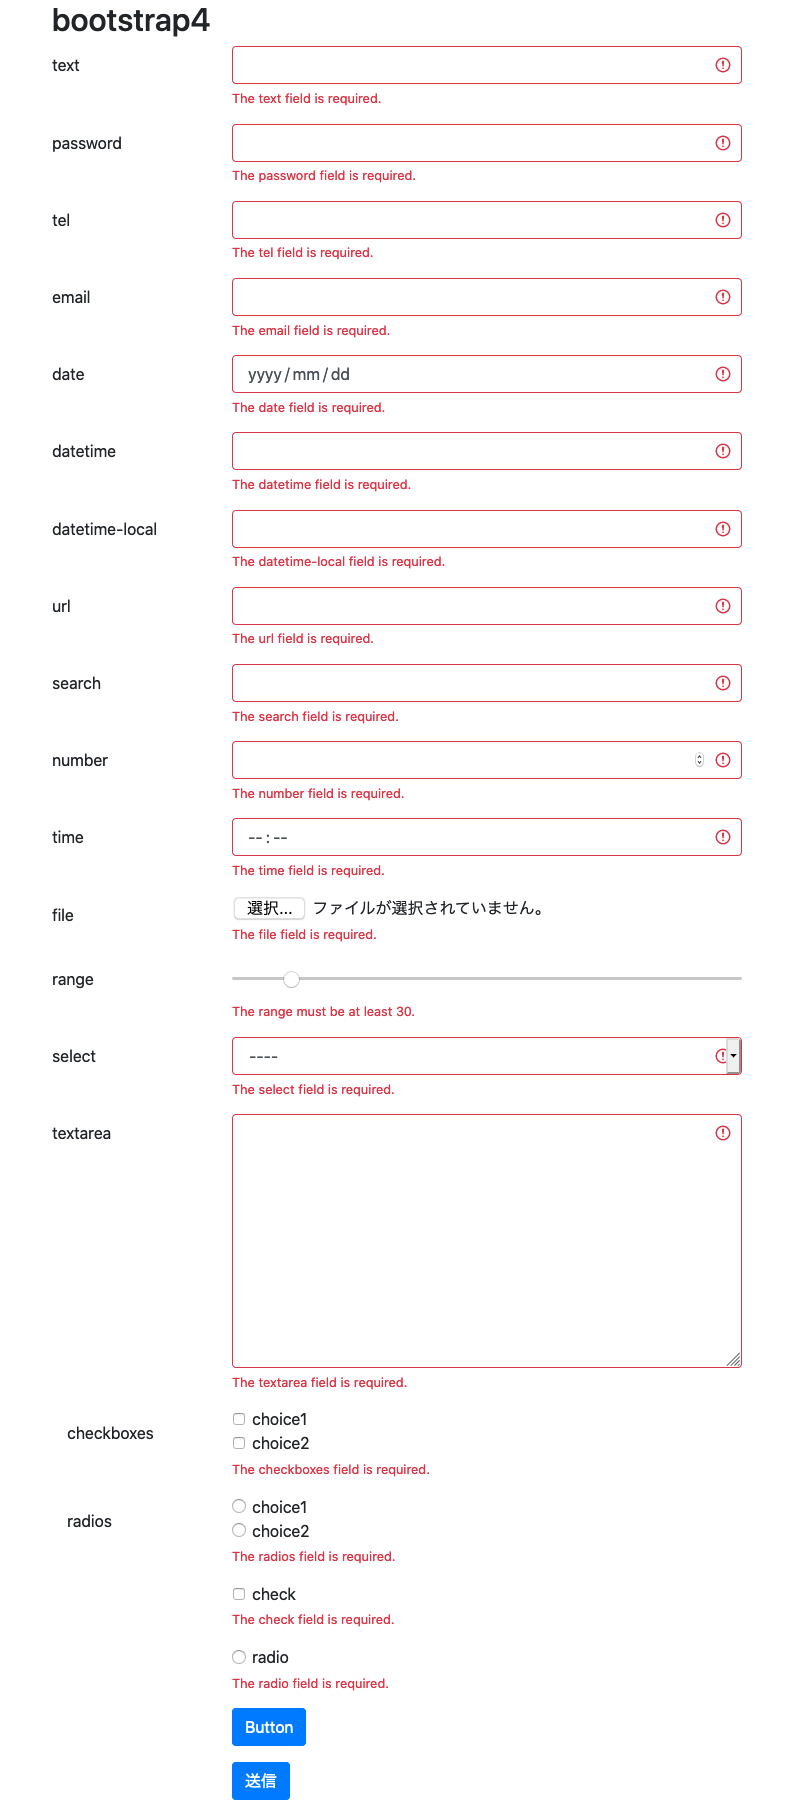 bootstrap4
text
The text field is required.
password
The password field is required.
tel
The tel field is required.
email
The email field is required.
date
yyyy / mm / dd
The date field is required.
datetime
The datetime field is required.
datetime-local
The datetime-local field is required.
url
The url field is required.
search
The search field is required.
number
The number field is required.
time
-- : --
The time field is required.
file
選択... ファイルが選択されていません。
The file field is required.
range
The range must be at least 30.
select
----
The select field is required.
textarea
The textarea field is required.
checkboxes
choice1
choice2
The checkboxes field is required.
radios
choice1
choice2
The radios field is required.
check
The check field is required.
radio
The radio field is required.
Button
送信